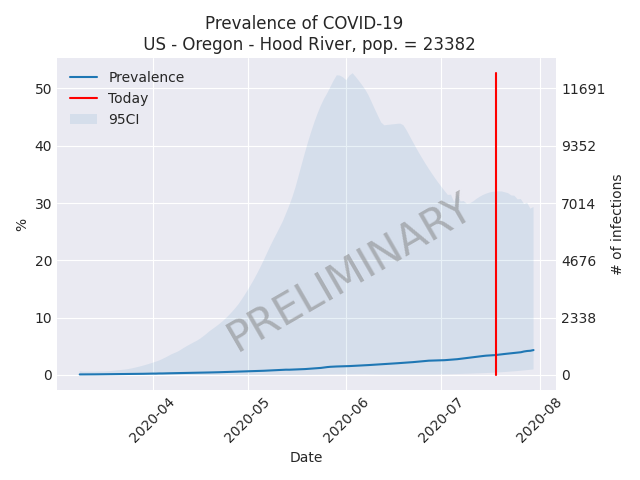 Prevalence of COVID-19
US - Oregon - Hood River, pop. = 23382
Prevalence
Today
95CI
50
40
30
20
10
0
%
11691
9352
7014
4676
2338
0
# of infections
PRELIMINARY
2020-04
2020-05
2020-06
2020-07
2020-08
Date